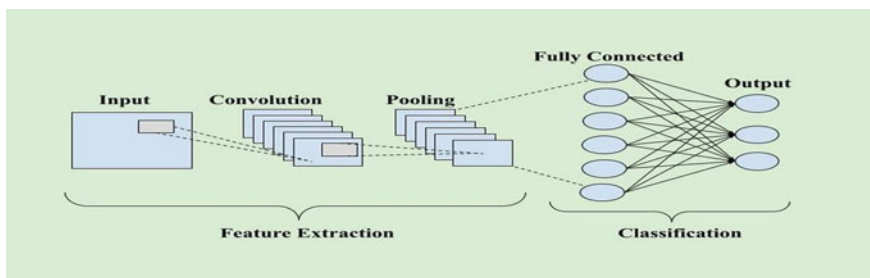 Fully Connected
Input
Convolution
Pooling
Output
Feature Extraction
Classification